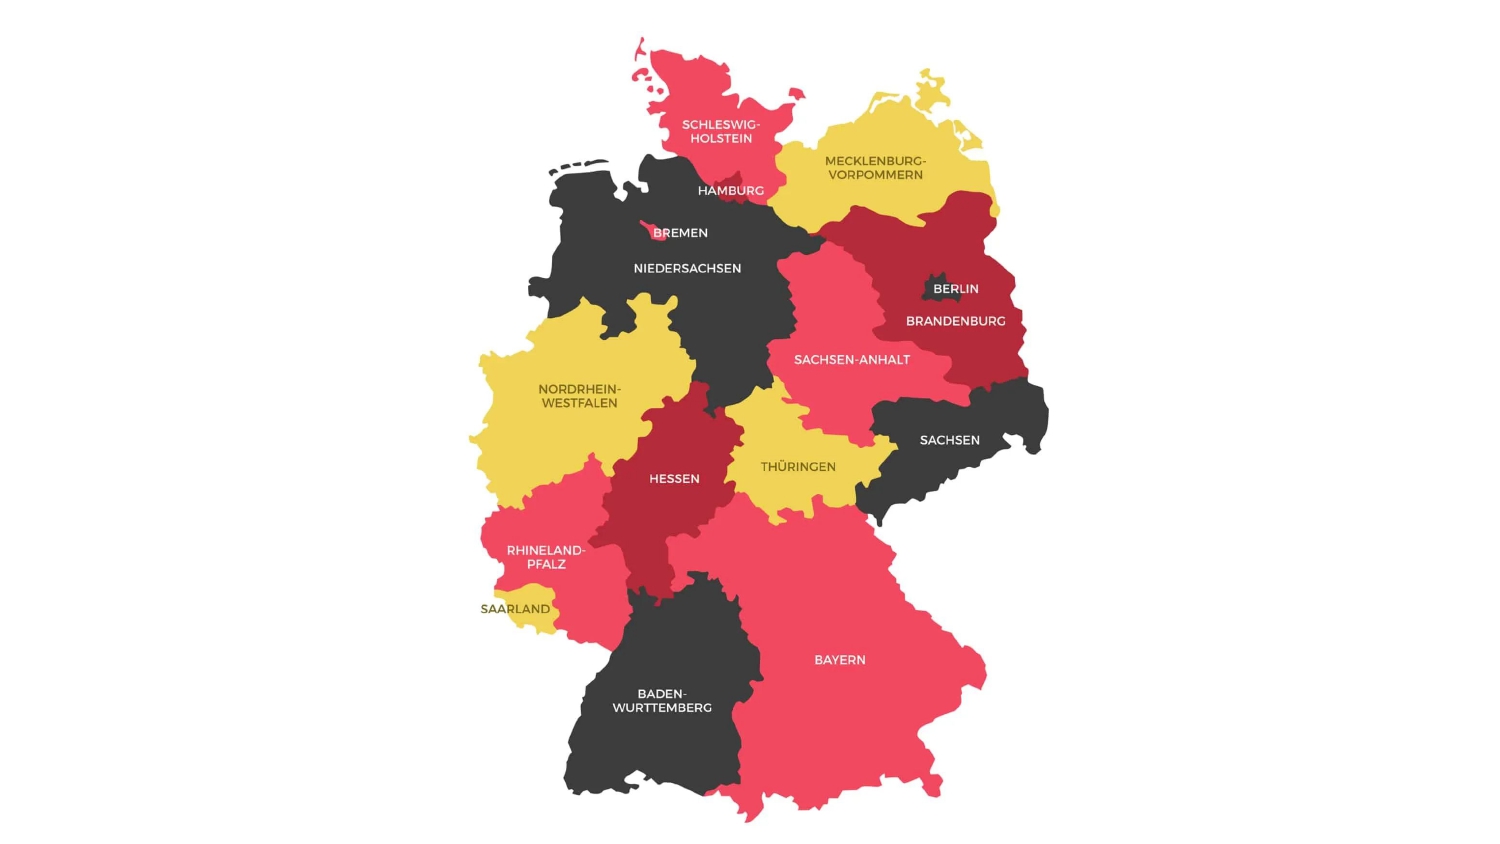 SCHLESWIG-
HOLSTEIN
MECKLENBURG-
VORPOMMERN
HAMBURG
BREMEN
NIEDERSACHSEN
BERLIN
BRANDENBURG
SACHSEN-ANHALT
NORDRHEIN-
WESTFALEN
SACHSEN
THÜRINGEN
HESSEN
RHINELAND-
PFALZ
SAARLAND
BAYERN
BADEN-
WURTTEMBERG